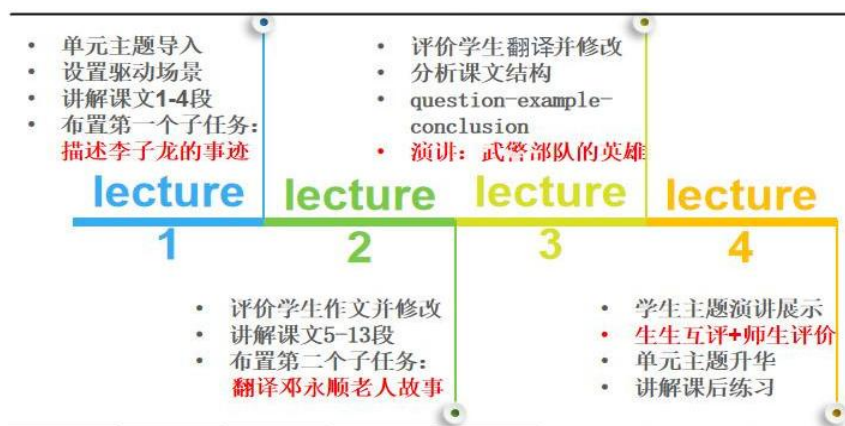 • 单元主题导入
• 设置驱动场景
• 讲解课文1-4段
• 布置第一个子任务：
描述李子龙的事迹
• 评价学生翻译并修改
• 分析课文结构
• question-example-
conclusion
• 演讲：武警部队的英雄
lecture
1
lecture
2
lecture
3
lecture
4
• 评价学生作文并修改
• 讲解课文5-13段
• 布置第二个子任务：
翻译邓永顺老人故事
• 学生主题演讲展示
• 生生互评+师生评价
• 单元主题升华
• 讲解课后练习